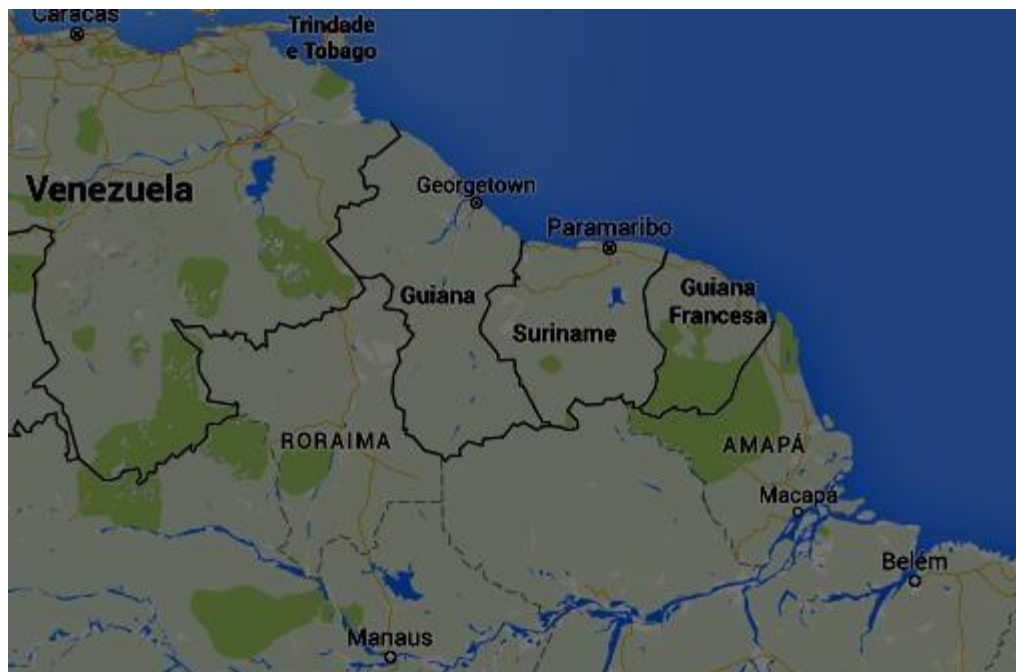 Caracas
Trindade
e Tobago
Venezuela
Georgetown
Paramaribo
Guiana
Guiana
Francesa
Suriname
RORAIMA
AMAPÁ
Macapá
Belém
Manaus